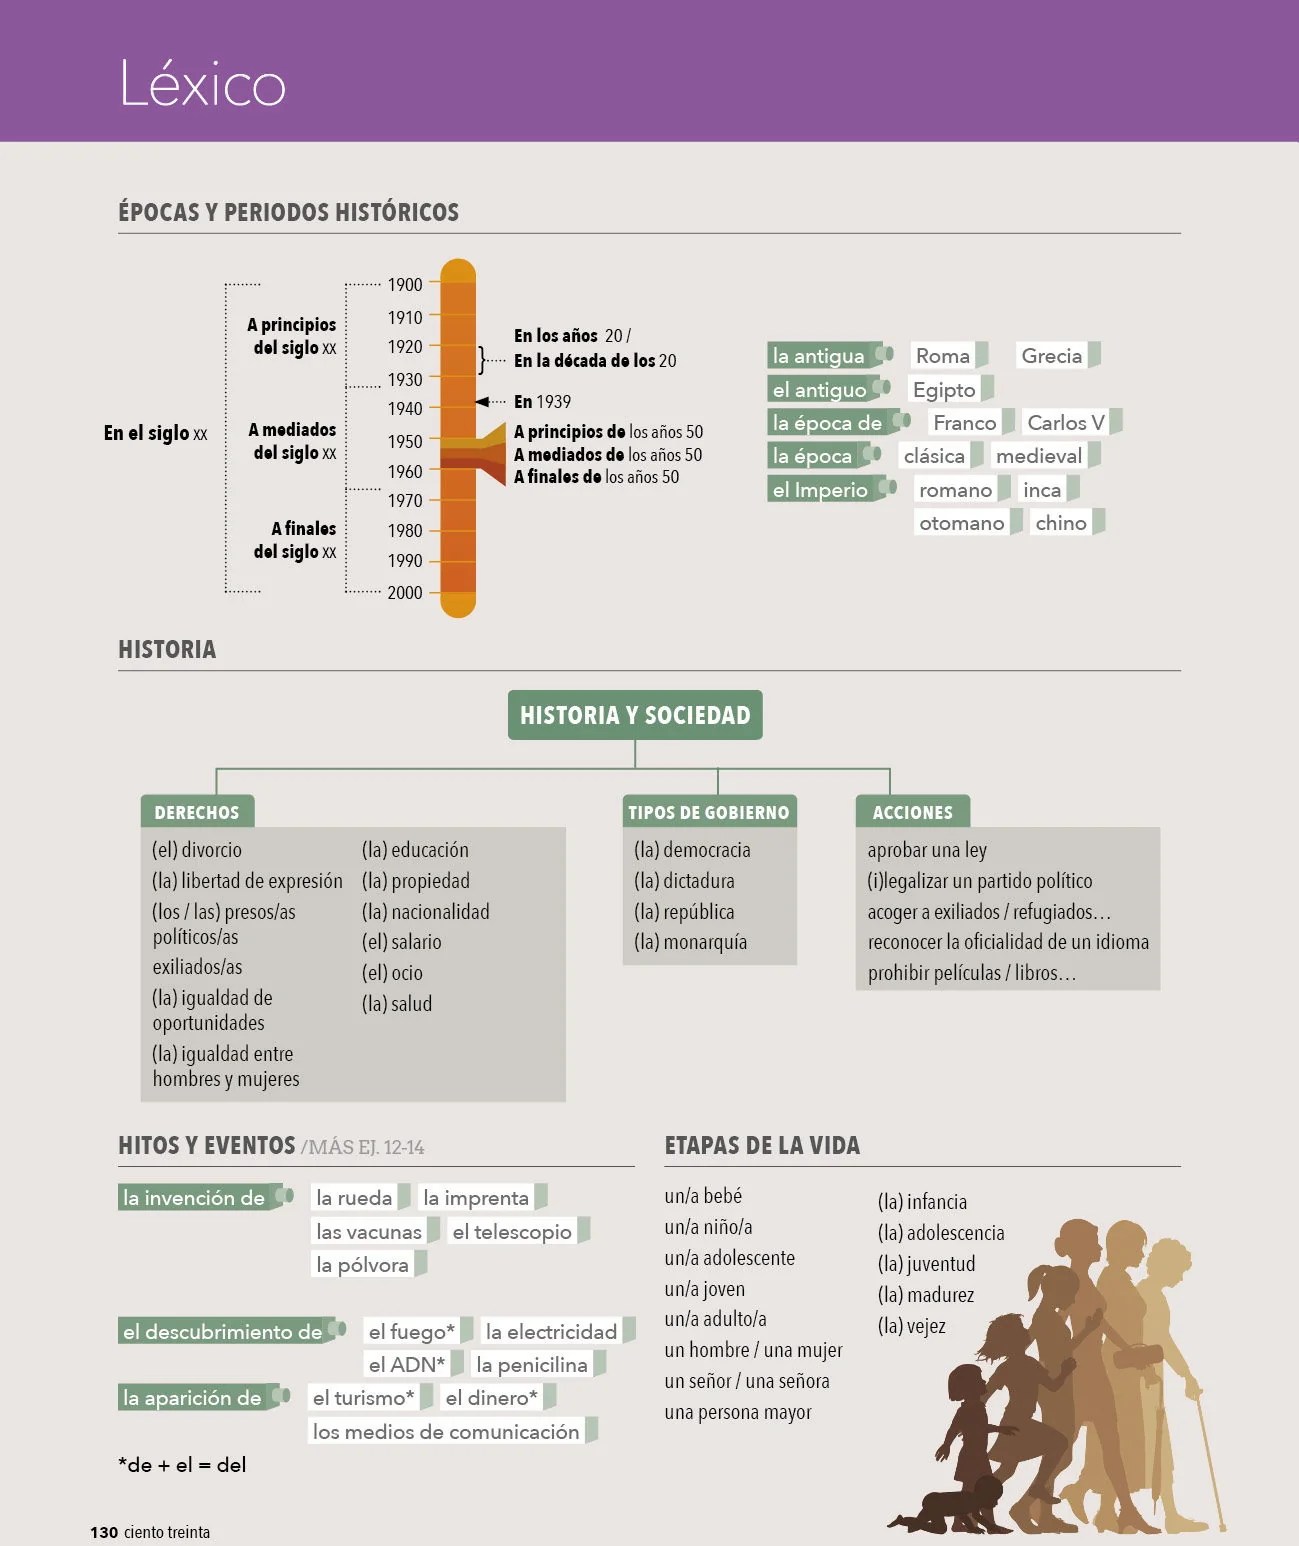 Léxico
ÉPOCAS Y PERIODOS HISTÓRICOS
En el siglo XX
A principios
del siglo XX
A mediados
del siglo XX
A finales
del siglo XX
1900
1910
1920
1930
1940
1950
1960
1970
1980
1990
2000
En los años 20 /
En la década de los 20
En 1939
A principios de los años 50
A mediados de los años 50
A finales de los años 50
la antigua Roma Grecia
el antiguo Egipto
la época de Franco Carlos V
la época clásica medieval
el Imperio romano inca
otomano chino
HISTORIA
HISTORIA Y SOCIEDAD
DERECHOS
(el) divorcio
(la) libertad de expresión
(los / las) presos/as
políticos/as
exiliados/as
(la) igualdad de
oportunidades
(la) igualdad entre
hombres y mujeres
(la) educación
(la) propiedad
(la) nacionalidad
(el) salario
(el) ocio
(la) salud
TIPOS DE GOBIERNO
(la) democracia
(la) dictadura
(la) república
(la) monarquía
ACCIONES
aprobar una ley
(i)legalizar un partido político
acoger a exiliados / refugiados…
reconocer la oficialidad de un idioma
prohibir películas / libros…
HITOS Y EVENTOS /MÁS EJ. 12-14
la invención de la rueda la imprenta
las vacunas el telescopio
la pólvora
el descubrimiento de el fuego* la electricidad
el ADN* la penicilina
la aparición de el turismo* el dinero*
los medios de comunicación
*de + el = del
ETAPAS DE LA VIDA
un/a bebé
un/a niño/a
un/a adolescente
un/a joven
un/a adulto/a
un hombre / una mujer
un señor / una señora
una persona mayor
(la) infancia
(la) adolescencia
(la) juventud
(la) madurez
(la) vejez
130 ciento treinta